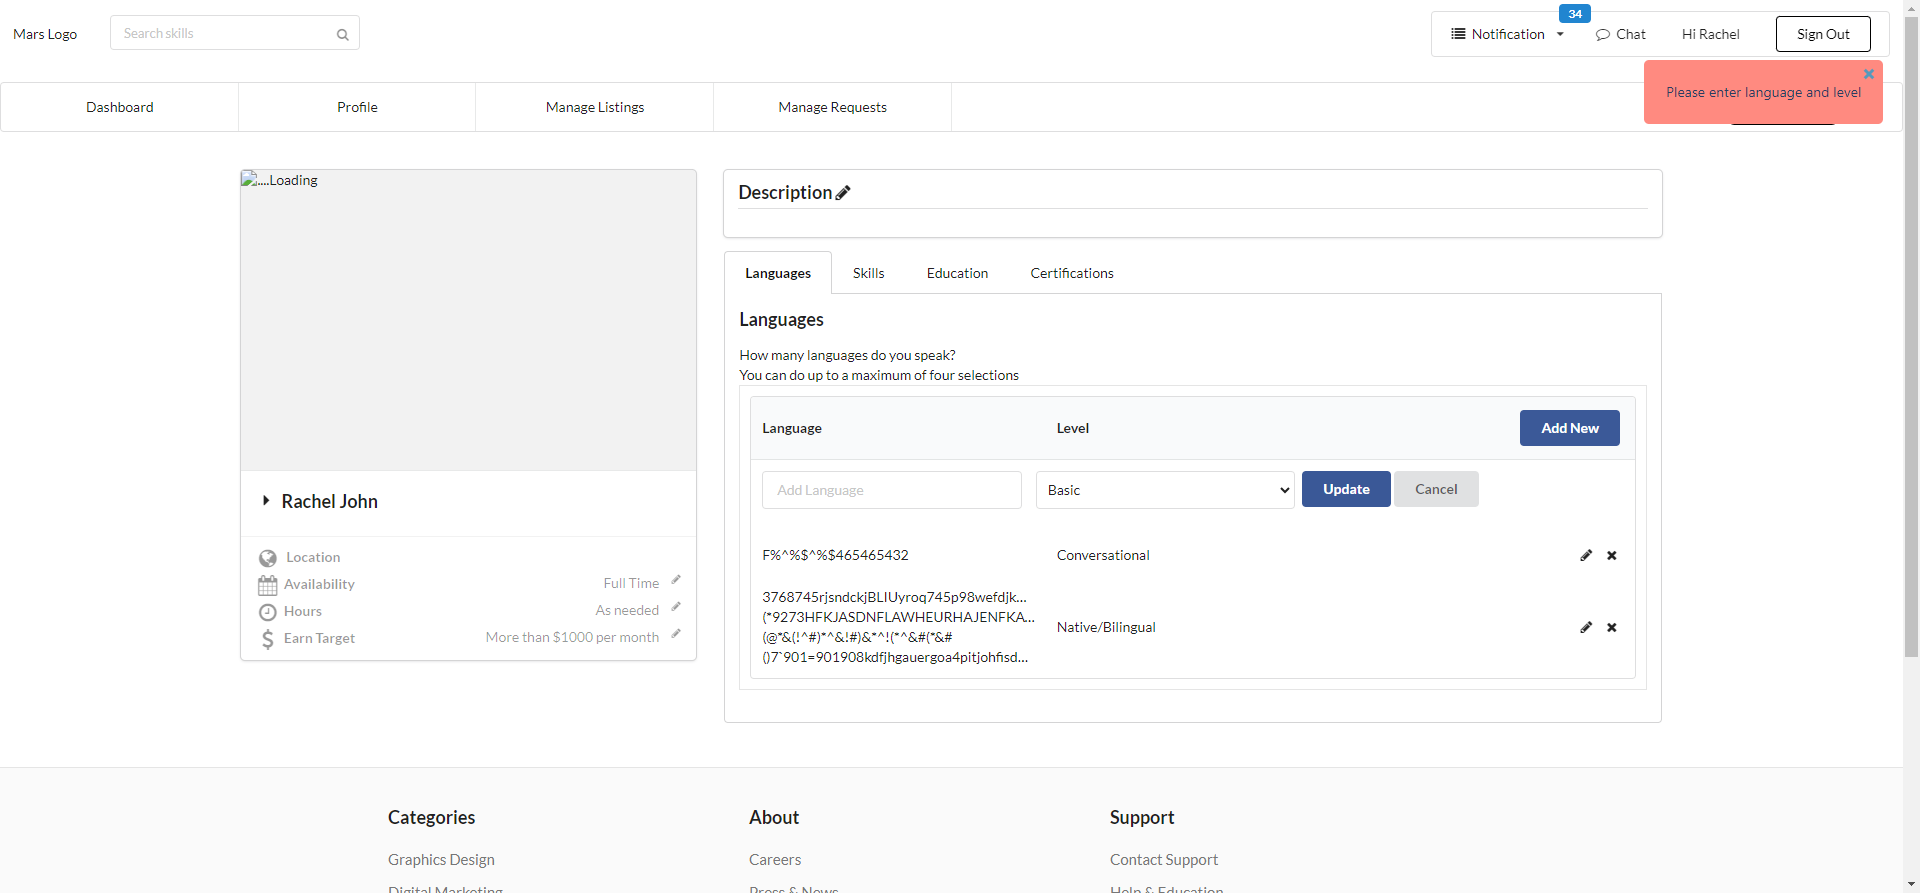 Mars Logo
Search skills
34
Notification
Chat
Hi Rachel
Sign Out
Please enter language and level
Dashboard
Profile
Manage Listings
Manage Requests
....Loading
Description
Languages
Skills
Education
Certifications
Languages
How many languages do you speak?
You can do up to a maximum of four selections
Language
Level
Add New
Add Language
Basic
Update
Cancel
F%^%$^%$465465432
Conversational
3768745rjsndckjBLIUyroq745p98wefdjk...
(*9273HFKJASDNFLAWHEURHAJENFKA...
(@*&(!^#)*^&!#)&*^!(*^&#(*&#
()7`901=901908kdfjhgauergoa4pitjohfisd...
Native/Bilingual
Rachel John
Location
Availability
Full Time
Hours
As needed
Earn Target
More than $1000 per month
Categories
About
Support
Graphics Design
Careers
Contact Support
Digital Marketing
Press & News
Help & Education